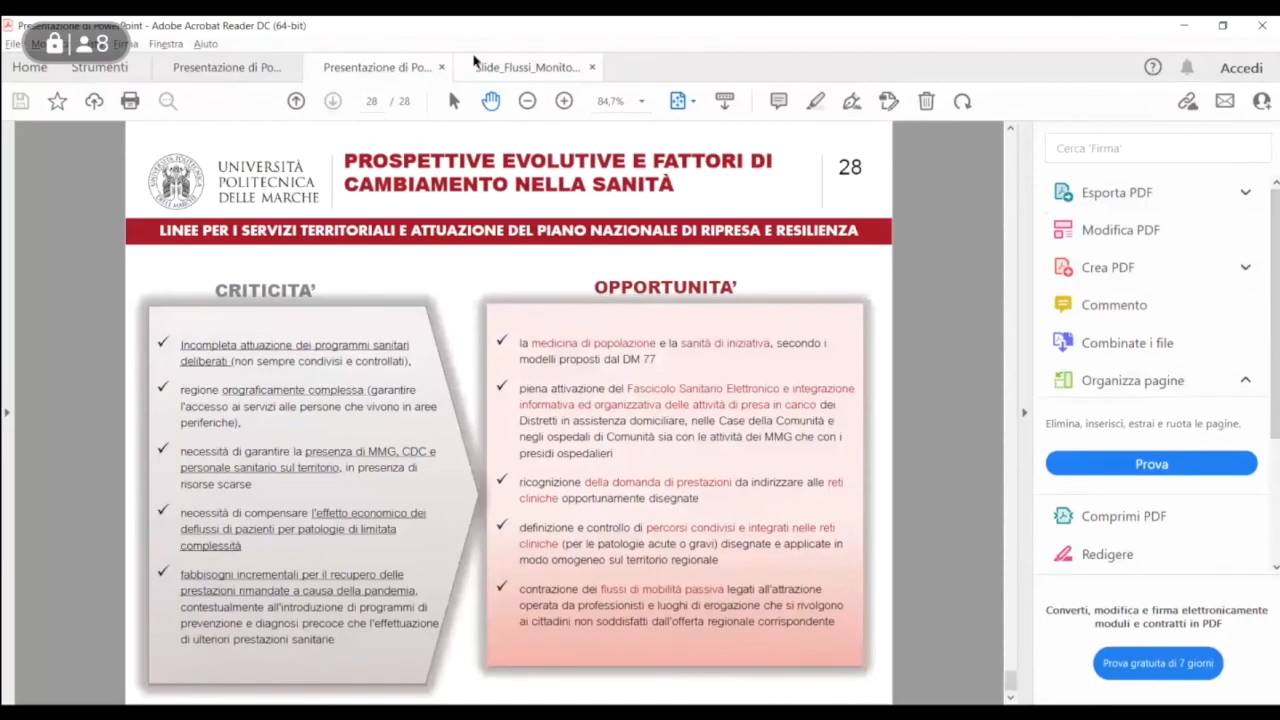 Presentazione di PowerPoint - Adobe Acrobat Reader DC (64-bit)
8
File
Firma Finestra Aiuto
Home Strumenti Presentazione di Po... Presentazione di Po... × Slide_Flussi_Monito... × Accedi
28 / 28 84,7%
UNIVERSITÀ
POLITECNICA
DELLE MARCHE
PROSPETTIVE EVOLUTIVE E FATTORI DI
CAMBIAMENTO NELLA SANITÀ
28
LINEE PER I SERVIZI TERRITORIALI E ATTUAZIONE DEL PIANO NAZIONALE DI RIPRESA E RESILIENZA
CRITICITA'
✓ Incompleta attuazione dei programmi sanitari
deliberati (non sempre condivisi e controllati),
✓ regione orograficamente complessa (garantire
l'accesso ai servizi alle persone che vivono in aree
periferiche),
✓ necessità di garantire la presenza di MMG, CDC e
personale sanitario sul territorio, in presenza di
risorse scarse
✓ necessità di compensare l'effetto economico dei
deflussi di pazienti per patologie di limitata
complessità
✓ fabbisogni incrementali per il recupero delle
prestazioni rimandate a causa della pandemia,
contestualmente all'introduzione di programmi di
prevenzione e diagnosi precoce che l'effettuazione
di ulteriori prestazioni sanitarie
OPPORTUNITA'
✓ la medicina di popolazione e la sanità di iniziativa, secondo i
modelli proposti dal DM 77
✓ piena attivazione del Fascicolo Sanitario Elettronico e integrazione
informativa ed organizzativa delle attività di presa in carico dei
Distretti in assistenza domiciliare, nelle Case della Comunità e
negli ospedali di Comunità sia con le attività dei MMG che con i
presidi ospedalieri
✓ ricognizione della domanda di prestazioni da indirizzare alle reti
cliniche opportunamente disegnate
✓ definizione e controllo di percorsi condivisi e integrati nelle reti
cliniche (per le patologie acute o gravi) disegnate e applicate in
modo omogeneo sul territorio regionale
✓ contrazione dei flussi di mobilità passiva legati all'attrazione
operata da professionisti e luoghi di erogazione che si rivolgono
ai cittadini non soddisfatti dall'offerta regionale corrispondente
Cerca 'Firma'
Esporta PDF
Modifica PDF
Crea PDF
Commento
Combinate i file
Organizza pagine
Elimina, inserisci, estrai e ruota le pagine.
Prova
Comprimi PDF
Redigere
Converti, modifica e firma elettronicamente
moduli e contratti in PDF
Prova gratuita di 7 giorni